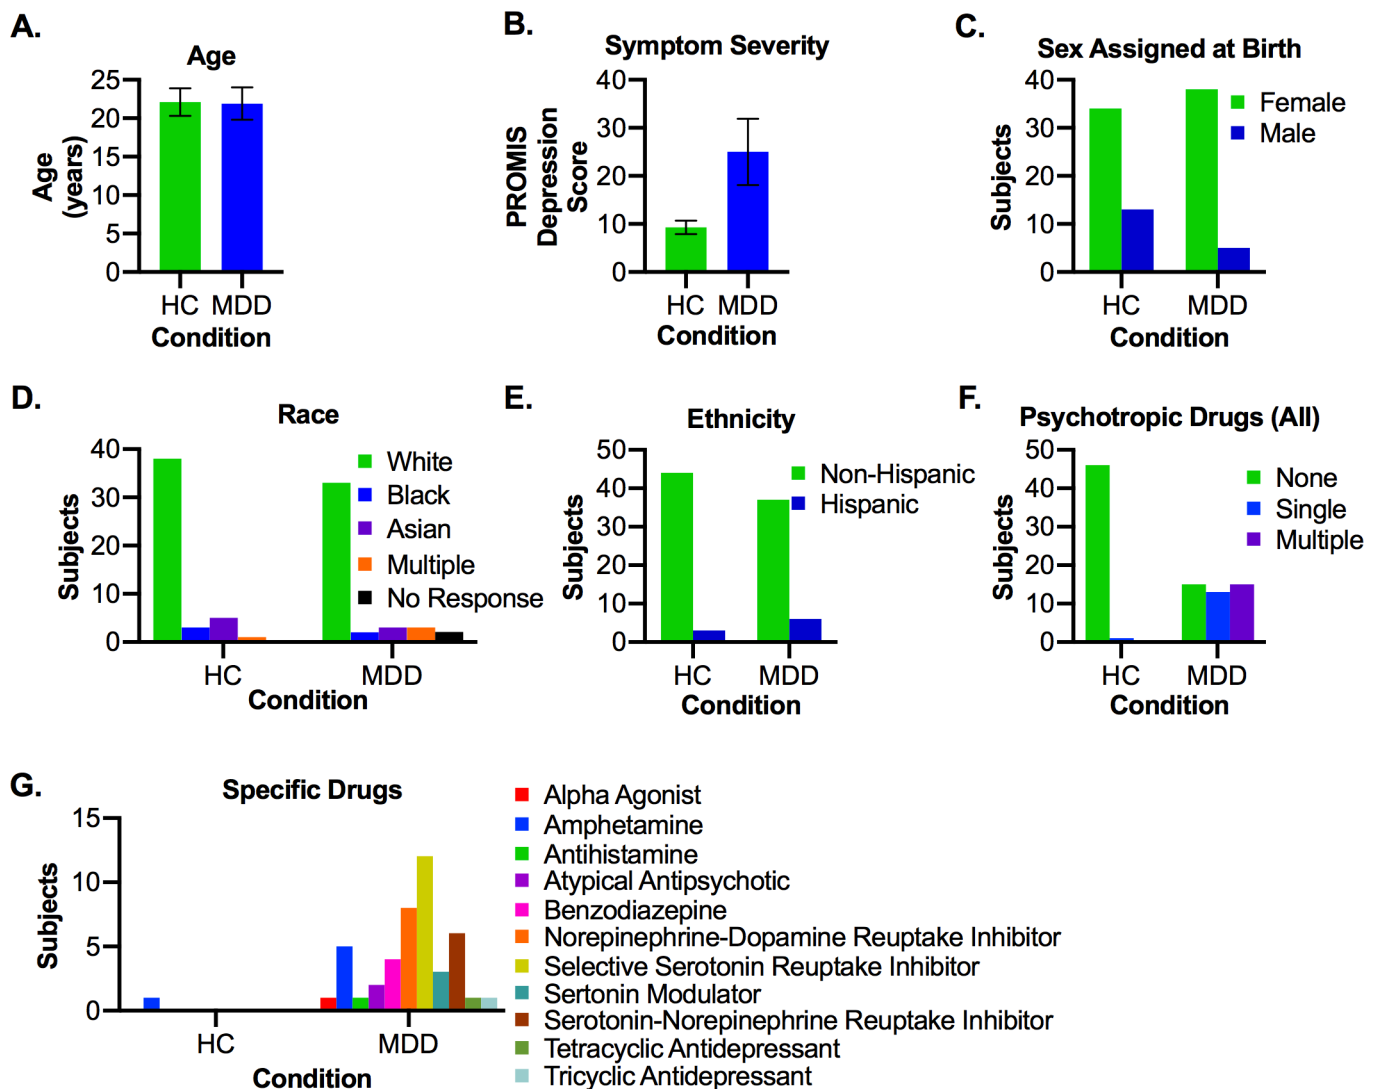 A.
Age
Age
(years)
25
20
15
10
5
0
HC MDD
Condition
B.
Symptom Severity
PROMIS
Depression
Score
40
30
20
10
0
HC MDD
Condition
C.
Sex Assigned at Birth
Subjects
40
30
20
10
0
Female
Male
HC MDD
Condition
D.
Race
Subjects
40
30
20
10
0
White
Black
Asian
Multiple
No Response
HC MDD
Condition
E.
Ethnicity
Subjects
50
40
30
20
10
0
Non-Hispanic
Hispanic
HC MDD
Condition
F.
Psychotropic Drugs (All)
Subjects
50
40
30
20
10
0
None
Single
Multiple
HC MDD
Condition
G.
Specific Drugs
Subjects
15
10
5
0
HC MDD
Condition
Alpha Agonist
Amphetamine
Antihistamine
Atypical Antipsychotic
Benzodiazepine
Norepinephrine-Dopamine Reuptake Inhibitor
Selective Serotonin Reuptake Inhibitor
Sertonin Modulator
Serotonin-Norepinephrine Reuptake Inhibitor
Tetracyclic Antidepressant
Tricyclic Antidepressant